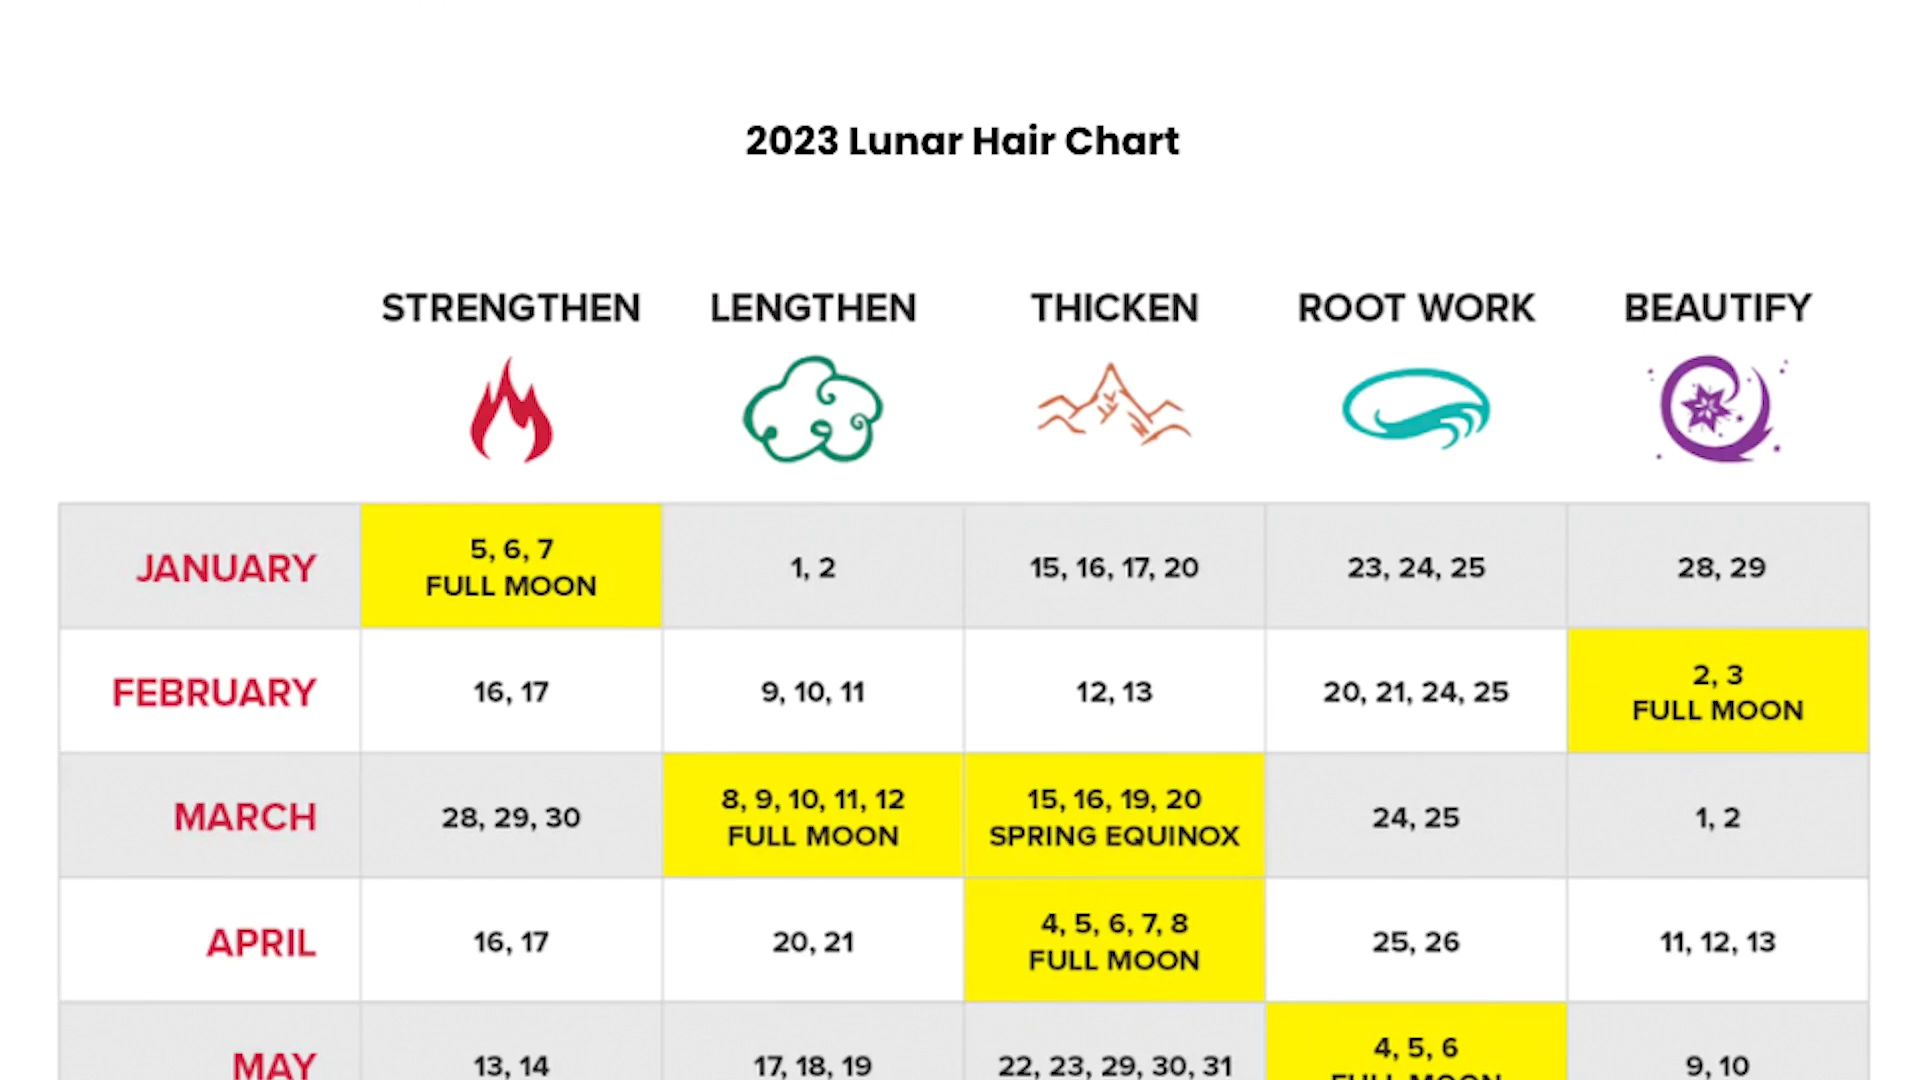 2023 Lunar Hair Chart
STRENGTHEN LENGTHEN THICKEN ROOT WORK BEAUTIFY
JANUARY
5, 6, 7
FULL MOON
1, 2
15, 16, 17, 20
23, 24, 25
28, 29
FEBRUARY
16, 17
9, 10, 11
12, 13
20, 21, 24, 25
2, 3
FULL MOON
MARCH
28, 29, 30
8, 9, 10, 11, 12
FULL MOON
15, 16, 19, 20
SPRING EQUINOX
24, 25
1, 2
APRIL
16, 17
20, 21
4, 5, 6, 7, 8
FULL MOON
25, 26
11, 12, 13
MAY
13, 14
17, 18, 19
22, 23, 29, 30, 31
4, 5, 6
FULL MOON
9, 10